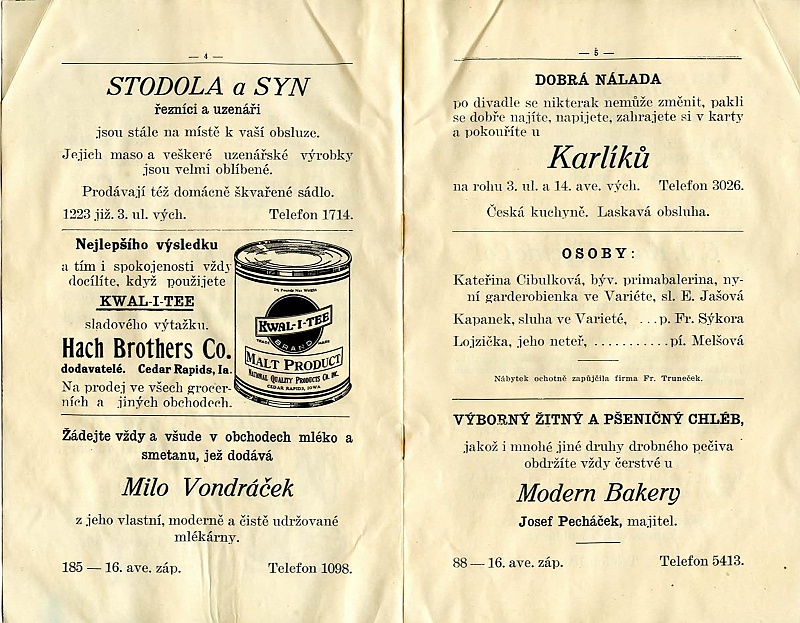 — 4 —
STODOLA a SYN
řezníci a uzenáři
jsou stále na místě k vaší obsluze.
Jejich maso a veškeré uzenářské výrobky
jsou velmi oblíbené.
Prodávají též domácně škvařené sádlo.
1223 již. 3. ul. vých. Telefon 1714.
Nejlepšího výsledku
a tím i spokojenosti vždy
docílíte, když použijete
KWAL-I-TEE
sladového výtažku.
Hach Brothers Co.
dodavatelé. Cedar Rapids, Ia.
Na prodej ve všech grocer-
ních a jiných obchodech.
2½ Pounds Net Weight
KWAL-I-TEE
TRADE MARK
BRAND
MALT PRODUCT
NATIONAL QUALITY PRODUCTS CO. INC.
CEDAR RAPIDS, IOWA
Žádejte vždy a všude v obchodech mléko a
smetanu, jež dodává
Milo Vondráček
z jeho vlastní, moderně a čistě udržované
mlékárny.
185 — 16. ave. záp. Telefon 1098.
— 5 —
DOBRÁ NÁLADA
po divadle se nikterak nemůže změnit, pakli
se dobře najíte, napijete, zahrajete si v karty
a pokouříte u
Karlíků
na rohu 3. ul. a 14. ave. vých. Telefon 3026.
Česká kuchyně. Laskavá obsluha.
OSOBY:
Kateřina Cibulková, býv. primabalerina, ny-
ní garderobienka ve Variéte, sl. E. Jašová
Kapanek, sluha ve Varieté, ...p. Fr. Sýkora
Lojzička, jeho neteř, ...........pí. Melšová
Nábytek ochotně zapůjčila firma Fr. Truneček.
VÝBORNÝ ŽITNÝ A PŠENIČNÝ CHLÉB,
jakož i mnohé jiné druhy drobného pečiva
obdržíte vždy čerstvé u
Modern Bakery
Josef Pecháček, majitel.
88 — 16. ave. záp. Telefon 5413.